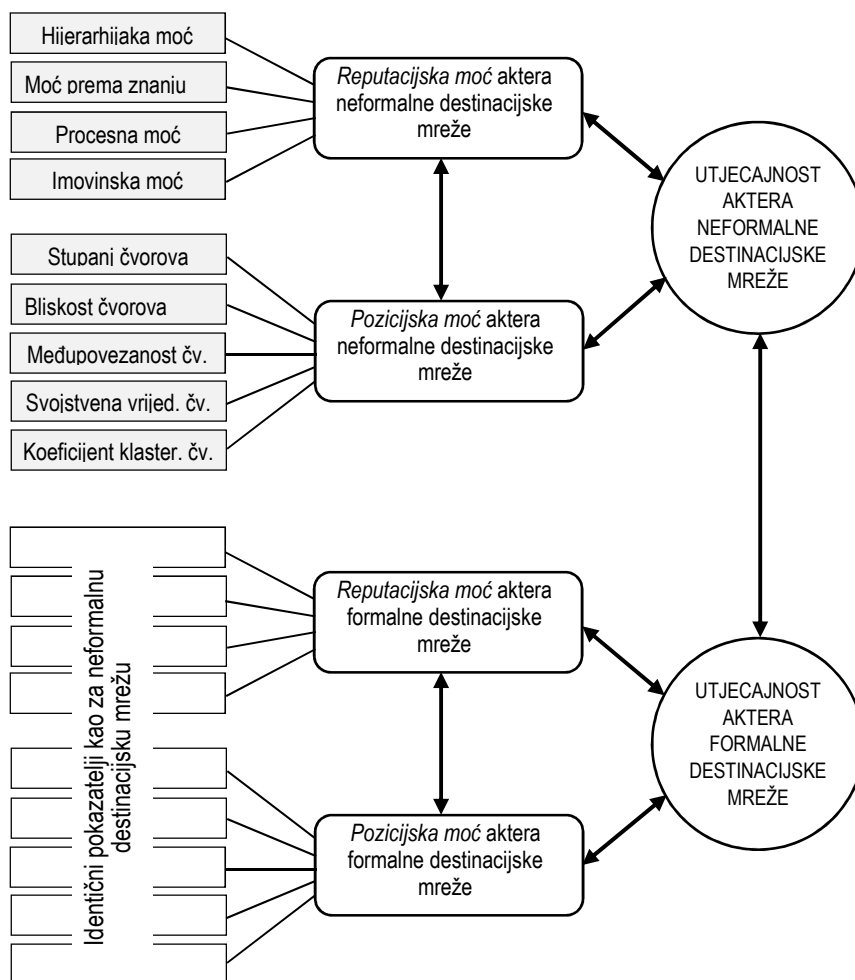 Hijerarhijaka moć
Moć prema znanju
Procesna moć
Imovinska moć
Reputacijska moć aktera
neformalne destinacijske
mreže
Stupanj čvorova
Bliskost čvorova
Međupovezanost čv.
Svojstvena vrijed. čv.
Koeficijent klaster. čv.
Pozicijska moć aktera
neformalne destinacijske
mreže
UTJECAJNOST
AKTERA
NEFORMALNE
DESTINACIJSKE
MREŽE
Identični pokazatelji kao za neformalnu
destinacijsku mrežu
Reputacijska moć aktera
formalne destinacijske
mreže
Pozicijska moć aktera
formalne destinacijske
mreže
UTJECAJNOST
AKTERA
FORMALNE
DESTINACIJSKE
MREŽE